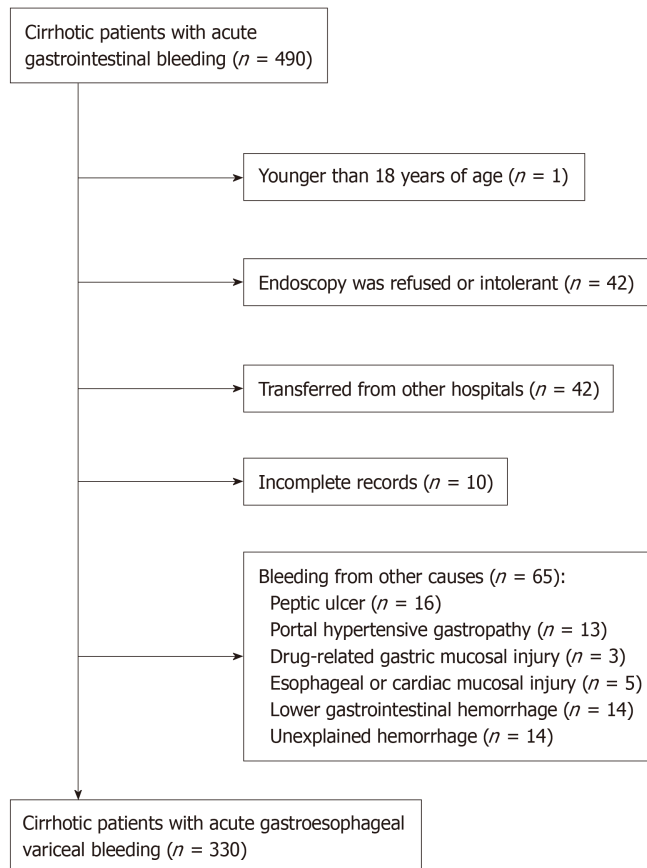 Cirrhotic patients with acute
gastrointestinal bleeding (n = 490)
Younger than 18 years of age (n = 1)
Endoscopy was refused or intolerant (n = 42)
Transferred from other hospitals (n = 42)
Incomplete records (n = 10)
Bleeding from other causes (n = 65):
Peptic ulcer (n = 16)
Portal hypertensive gastropathy (n = 13)
Drug-related gastric mucosal injury (n = 3)
Esophageal or cardiac mucosal injury (n = 5)
Lower gastrointestinal hemorrhage (n = 14)
Unexplained hemorrhage (n = 14)
Cirrhotic patients with acute gastroesophageal
variceal bleeding (n = 330)